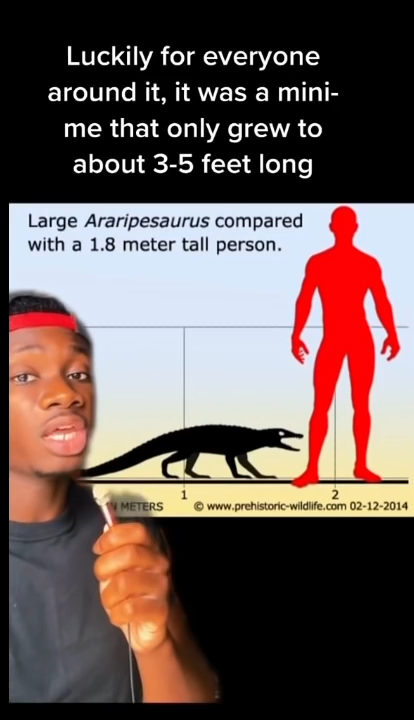 Luckily for everyone
around it, it was a mini-
me that only grew to
about 3-5 feet long
Large Araripesaurus compared
with a 1.8 meter tall person.
1
2
METERS
© www.prehistoric-wildlife.com 02-12-2014